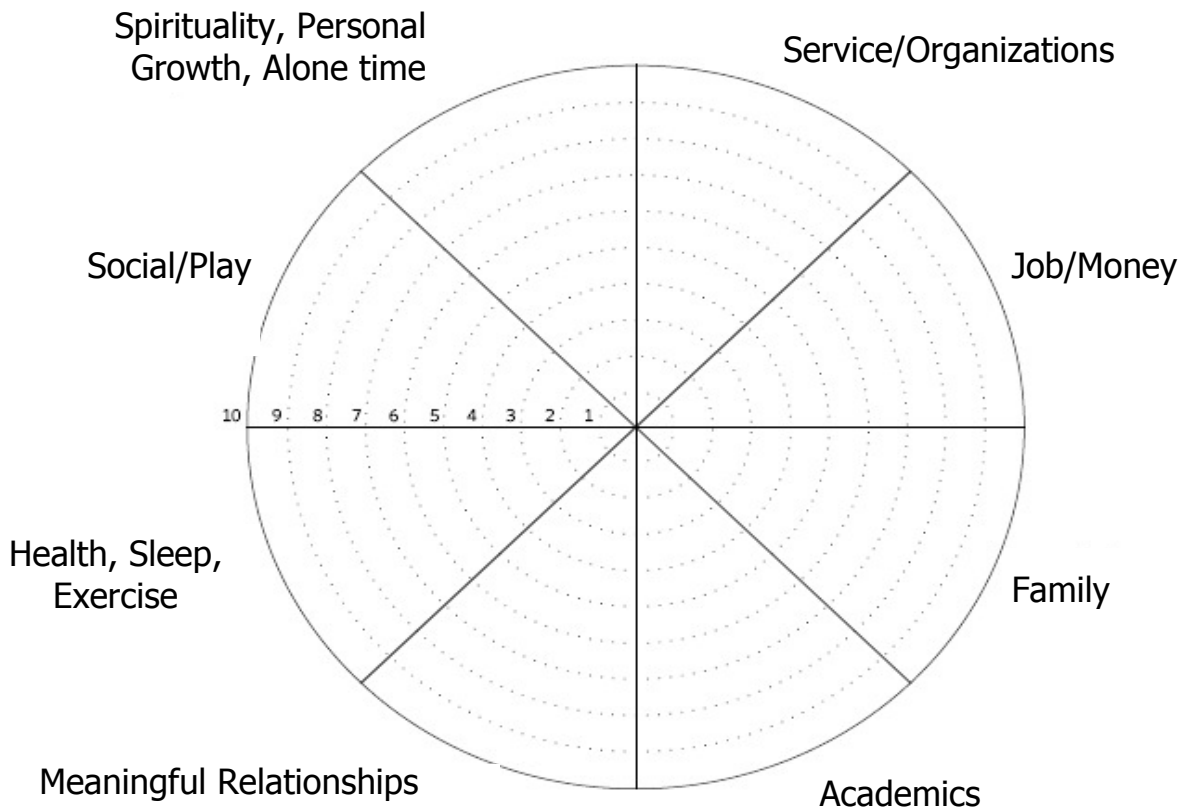 Spirituality, Personal
Growth, Alone time
Service/Organizations
Social/Play
Job/Money
10 9 8 7 6 5 4 3 2 1
Health, Sleep,
Exercise
Family
Meaningful Relationships
Academics